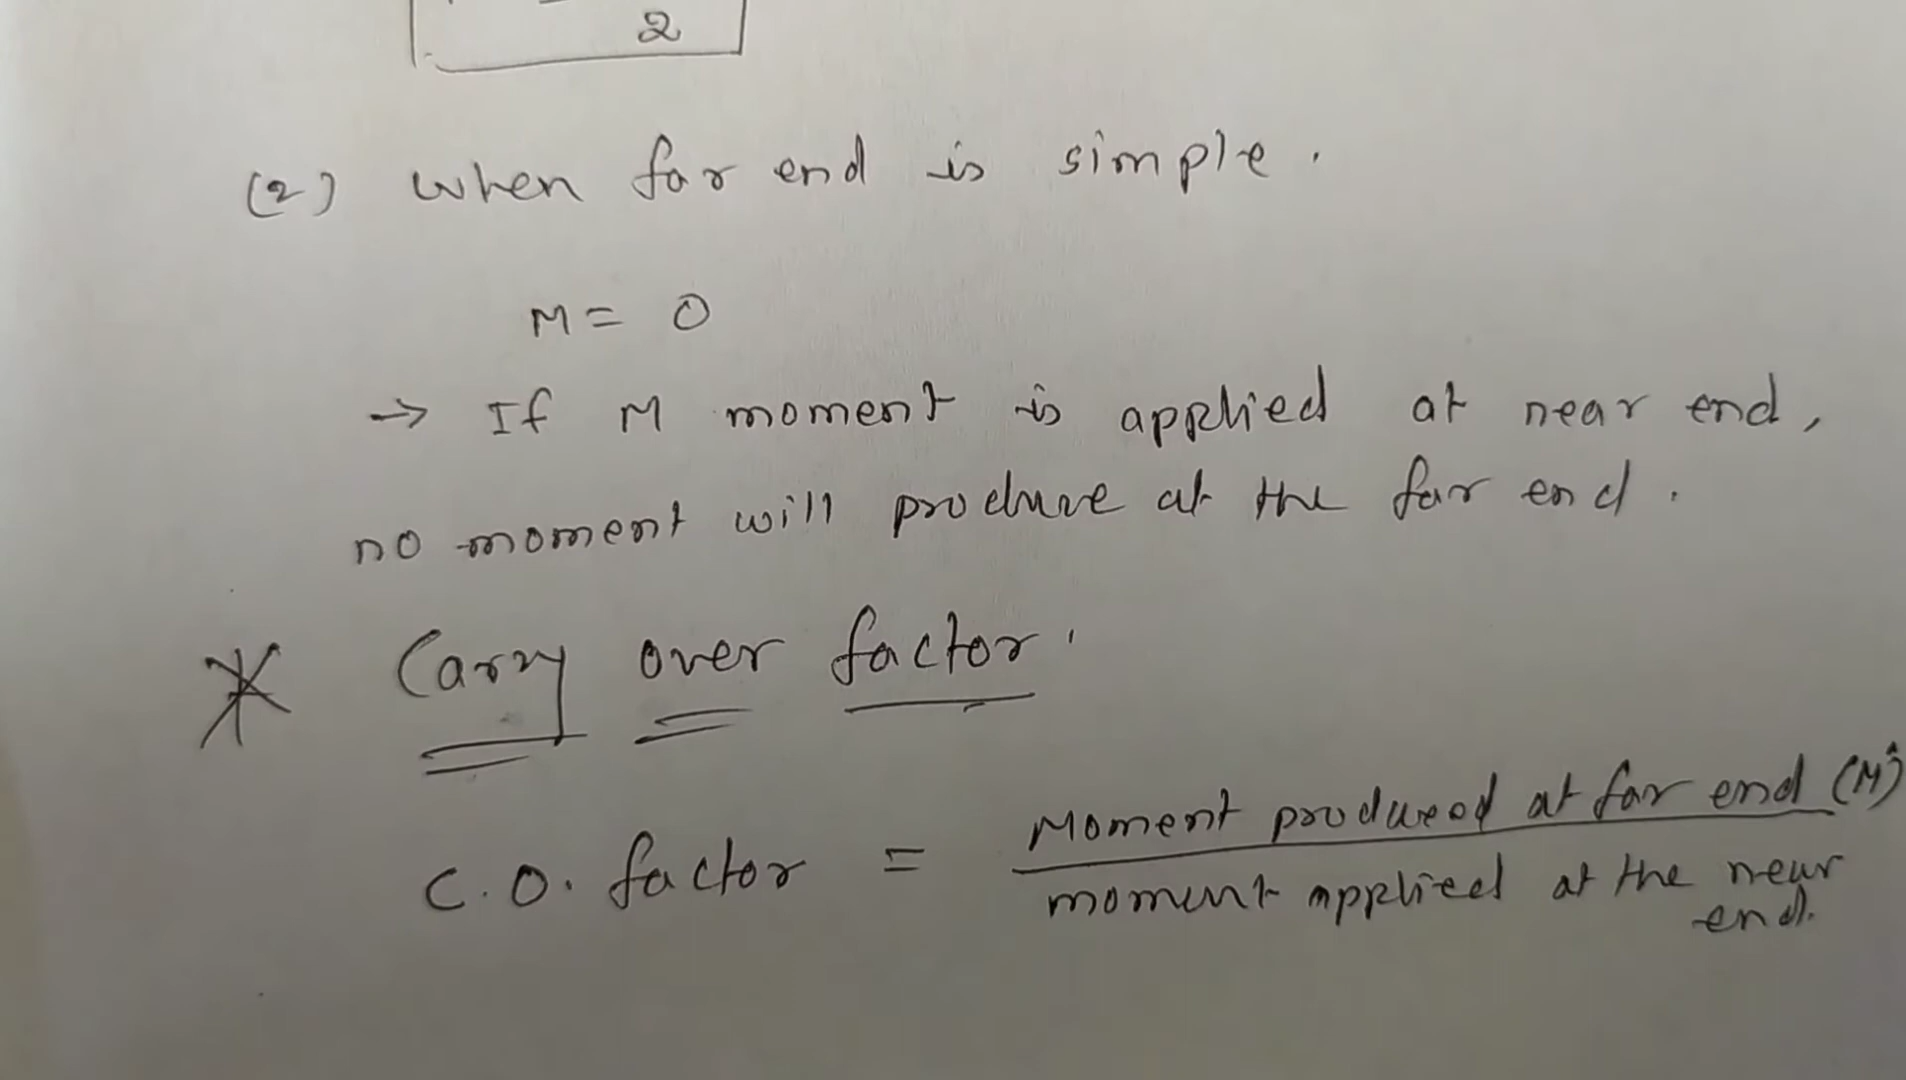 2
(2) when far end is simple.
M = 0
→ If M moment is applied at near end,
no moment will produce at the far end.
* Carry over factor.
C.O. factor = Moment produced at far end (M')
moment applied at the near
end.